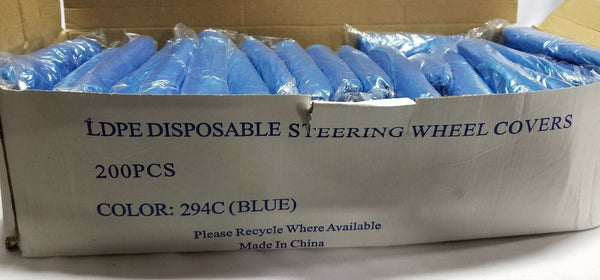 LDPE DISPOSABLE STEERING WHEEL COVERS
200PCS
COLOR: 294C (BLUE)
Please Recycle Where Available
Made In China